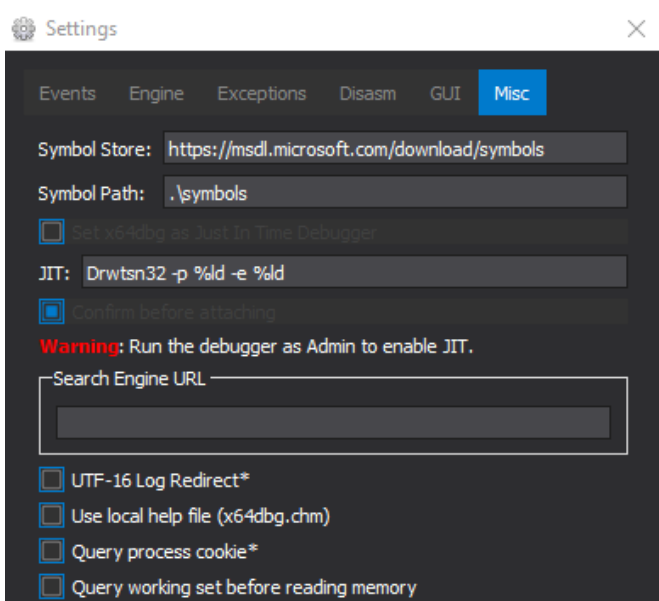 Settings
Events Engine Exceptions Disasm GUI Misc
Symbol Store: https://msdl.microsoft.com/download/symbols
Symbol Path: .\symbols
Set x64dbg as Just In Time Debugger
JIT: Drwtsn32 -p %ld -e %ld
Confirm before attaching
Warning: Run the debugger as Admin to enable JIT.
Search Engine URL
UTF-16 Log Redirect*
Use local help file (x64dbg.chm)
Query process cookie*
Query working set before reading memory